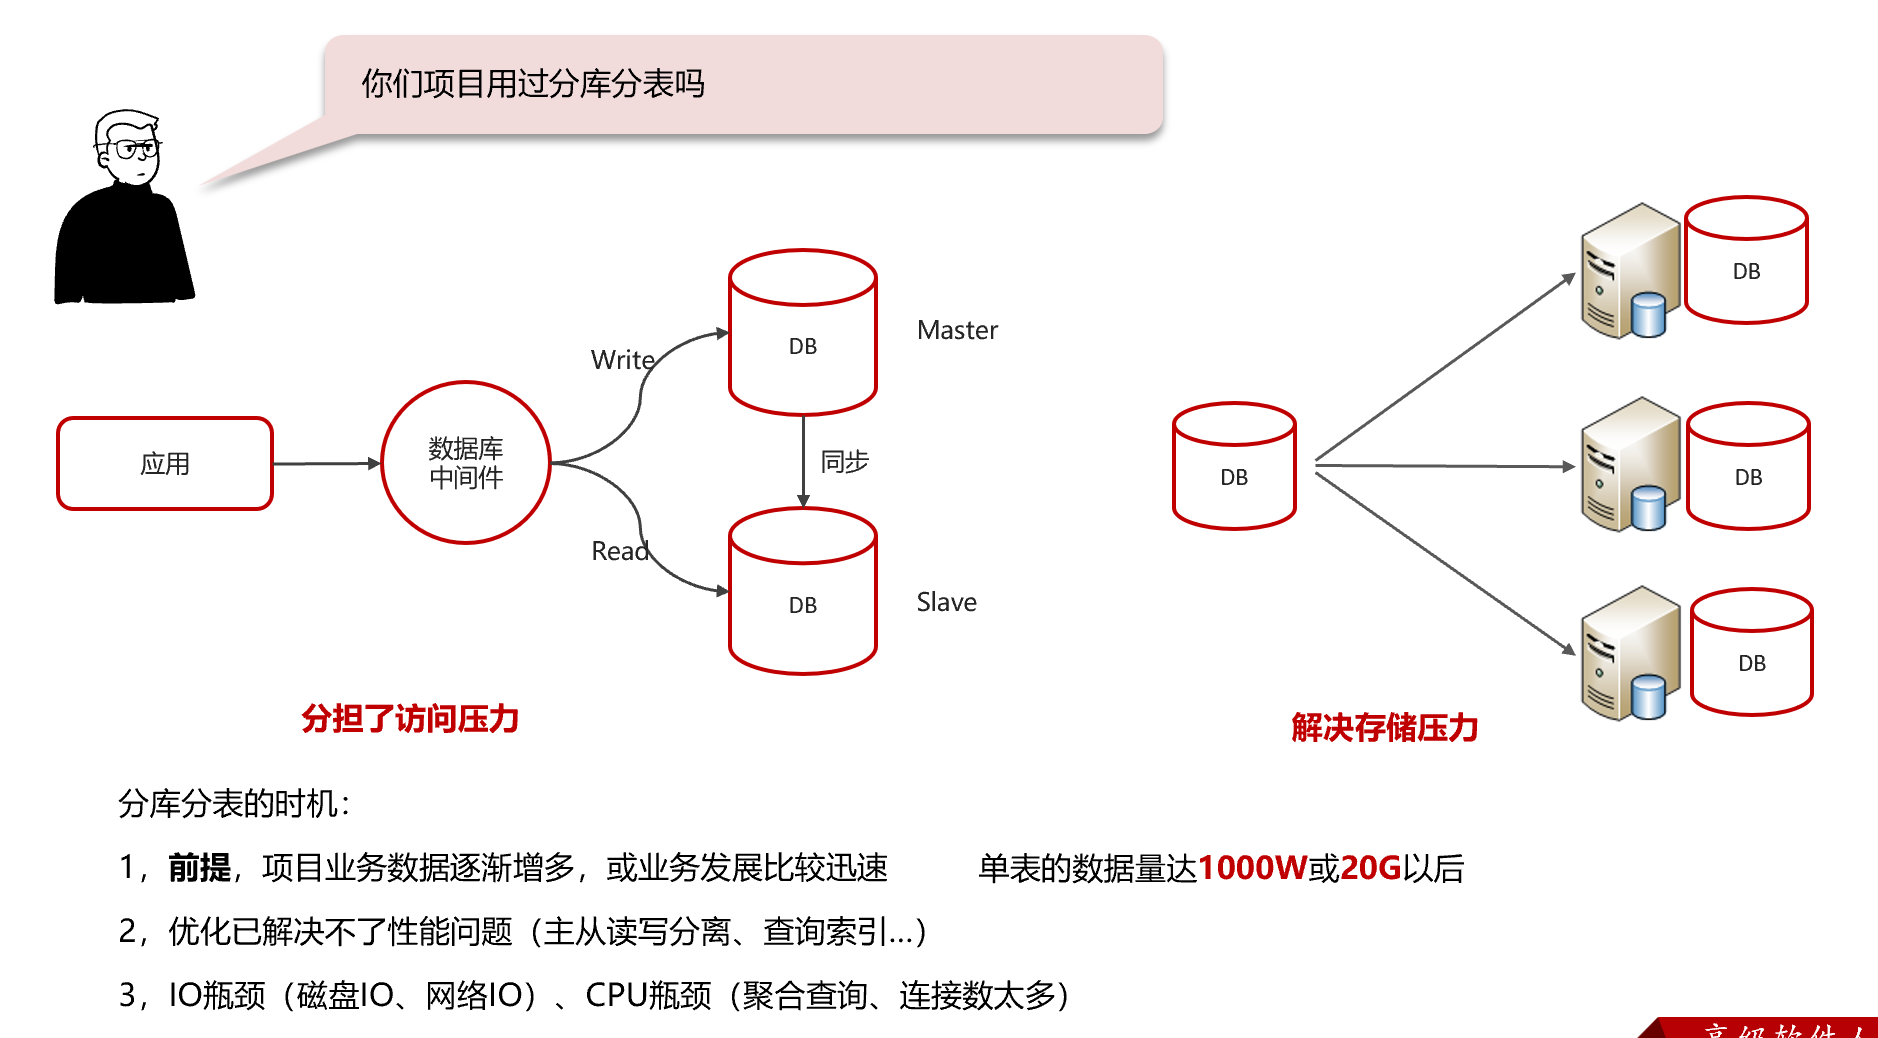 你们项目用过分库分表吗
应用
数据库
中间件
Write
Read
DB
Master
同步
DB
Slave
DB
DB
DB
DB
分担了访问压力
解决存储压力
分库分表的时机：
1，前提，项目业务数据逐渐增多，或业务发展比较迅速 单表的数据量达1000W或20G以后
2，优化已解决不了性能问题（主从读写分离、查询索引...）
3，IO瓶颈（磁盘IO、网络IO）、CPU瓶颈（聚合查询、连接数太多）
高级软件人